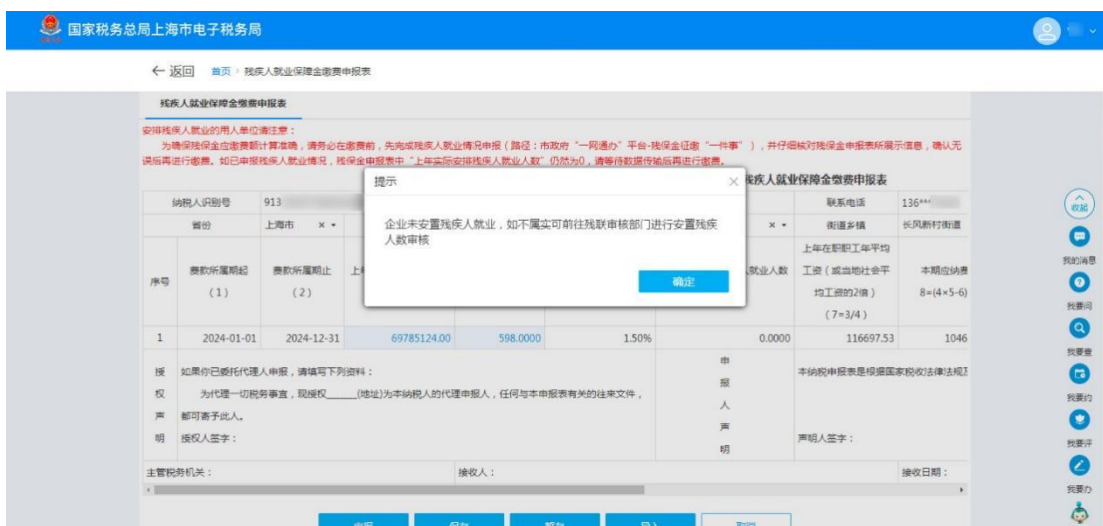 国家税务总局上海市电子税务局
← 返回 首页 > 残疾人就业保障金缴费申报表
残疾人就业保障金缴费申报表
安排残疾人就业的用人单位请注意：
为确保残保金应缴费额计算准确，请务必在缴费前，先完成残疾人就业情况申报（路径：市政府“一网通办”平台-残保金征缴“一件事”），并仔细核对残保金申报表所展示信息，确认无
误后再进行缴费。如已申报残疾人就业情况，残保金申报表中“上年实际安排残疾人就业人数”仍然为0，请等待数据传输后再进行缴费。
提示 ×
残疾人就业保障金缴费申报表
纳税人识别号 913 联系电话 136***
企业未安置残疾人就业，如不属实可前往残联审核部门进行安置残疾
人数审核
省份 上海市 × × 街道乡镇 长风新村街道
确定
序号
费款所属期起
（1）
费款所属期止
（2）
就业人数
上年在职职工年平均
工资（或当地社会平
均工资的2倍）
（7=3/4）
本期应纳费
8=(4×5-6)
1 2024-01-01 2024-12-31 69785124.00 598.0000 1.50% 0.0000 116697.53 1046
授权声明
如果你已委托代理人申报，请填写下列资料：
为代理一切税务事宜，现授权______(地址)为本纳税人的代理申报人，任何与本申报表有关的往来文件，
都可寄予此人。
授权人签字：
申报人声明
本纳税申报表是根据国家税收法律法规及
声明人签字：
主管税务机关： 接收人： 接收日期：
收起
我的消息
我要问
我要查
我要约
我要评
我要办